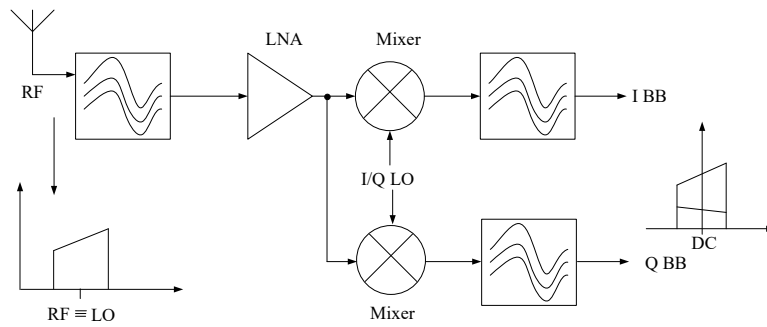 LNA
Mixer
RF
I BB
I/Q LO
DC
Q BB
Mixer
RF ≡ LO